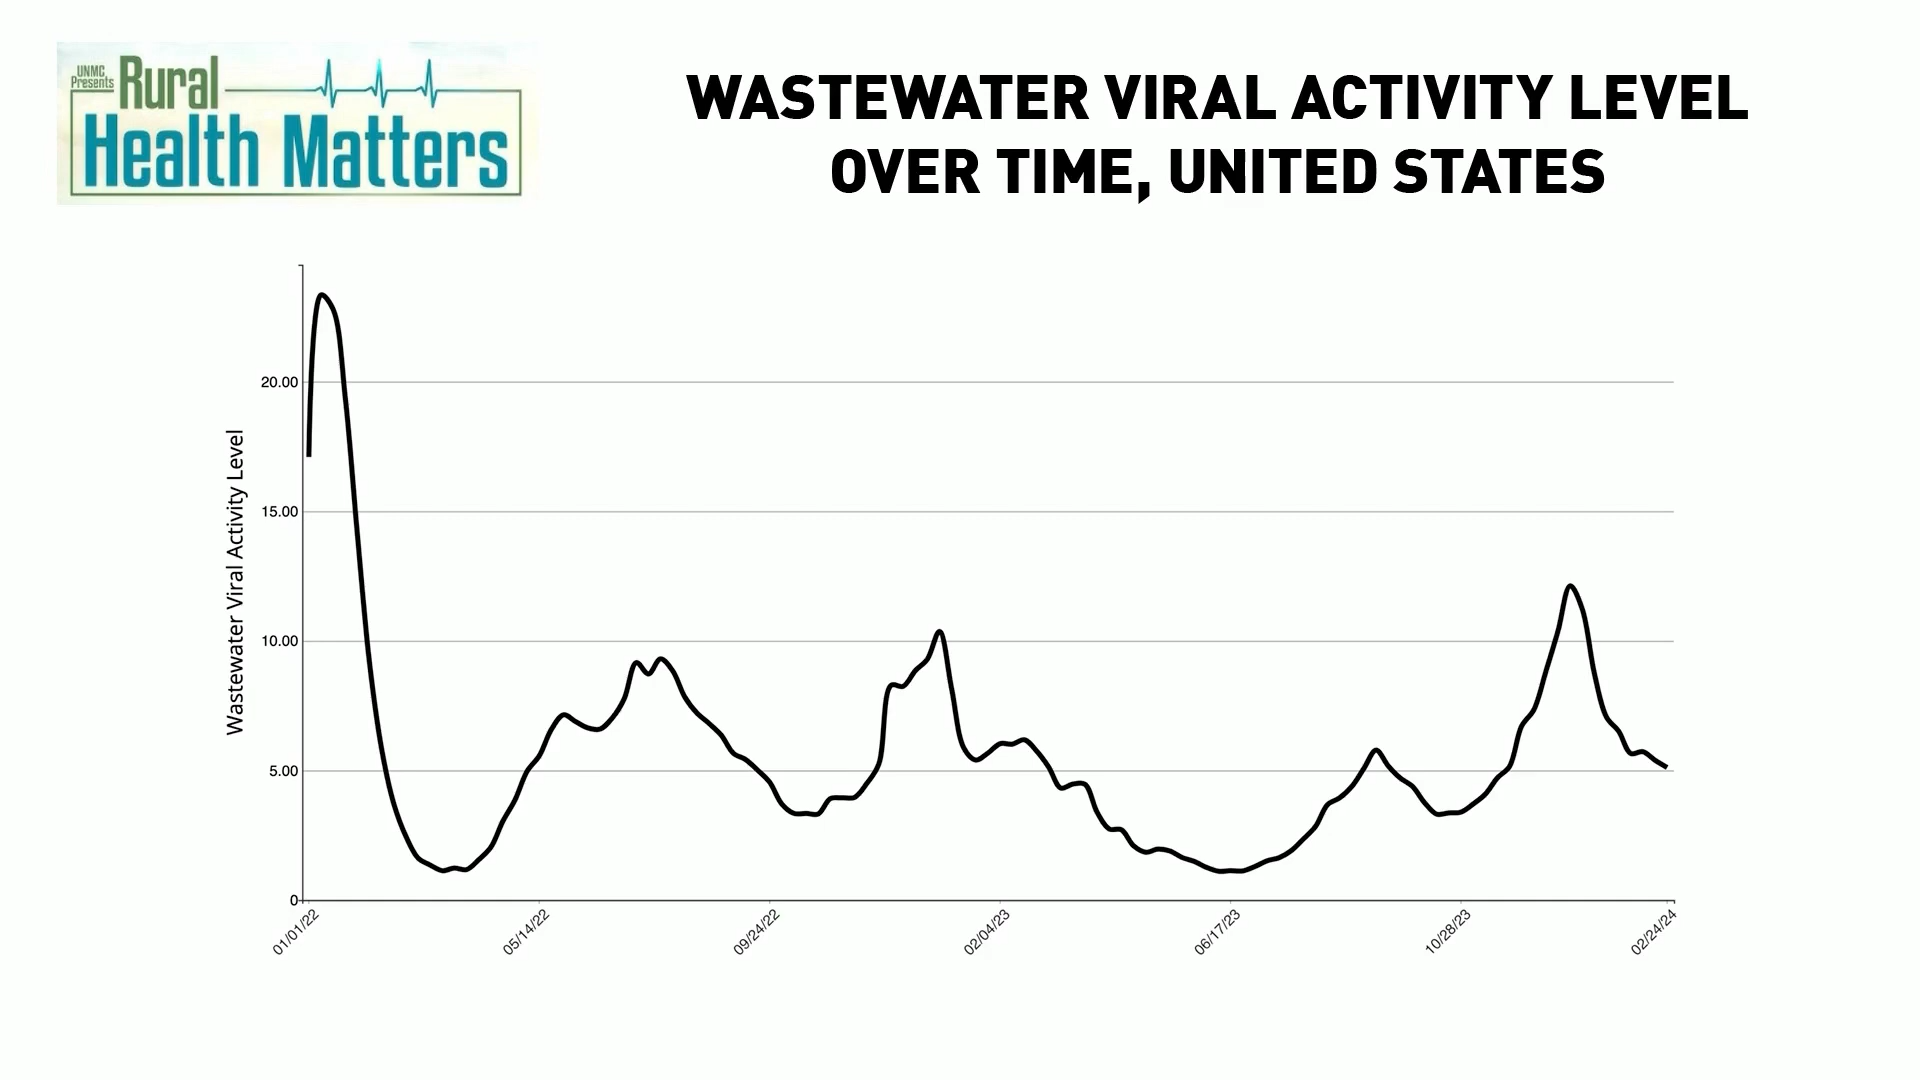 UNMC
Presents
Rural
Health Matters
WASTEWATER VIRAL ACTIVITY LEVEL
OVER TIME, UNITED STATES
Wastewater Viral Activity Level
20.00
15.00
10.00
5.00
0
01/01/22
05/14/22
09/24/22
02/04/23
06/17/23
10/28/23
02/24/24